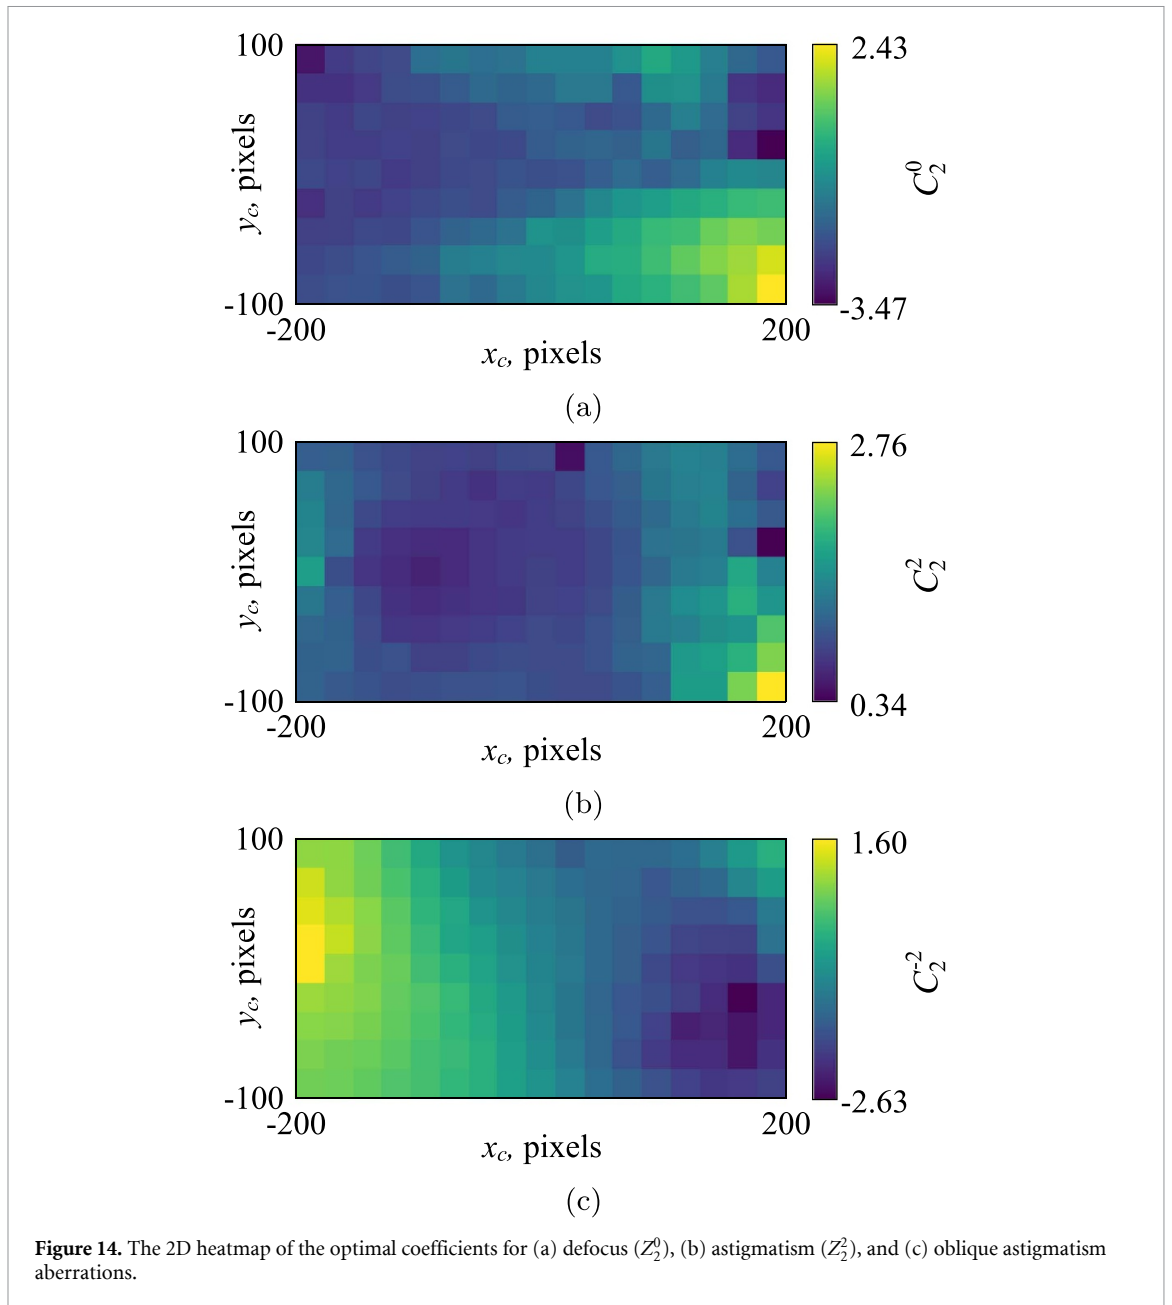 100
2.43
y_c, pixels
C_2^0
-100
-3.47
-200
200
x_c, pixels
(a)
100
2.76
y_c, pixels
C_2^2
-100
0.34
-200
200
x_c, pixels
(b)
100
1.60
y_c, pixels
C_2^-2
-100
-2.63
-200
200
x_c, pixels
(c)
Figure 14. The 2D heatmap of the optimal coefficients for (a) defocus (Z_2^0), (b) astigmatism (Z_2^2), and (c) oblique astigmatism
aberrations.